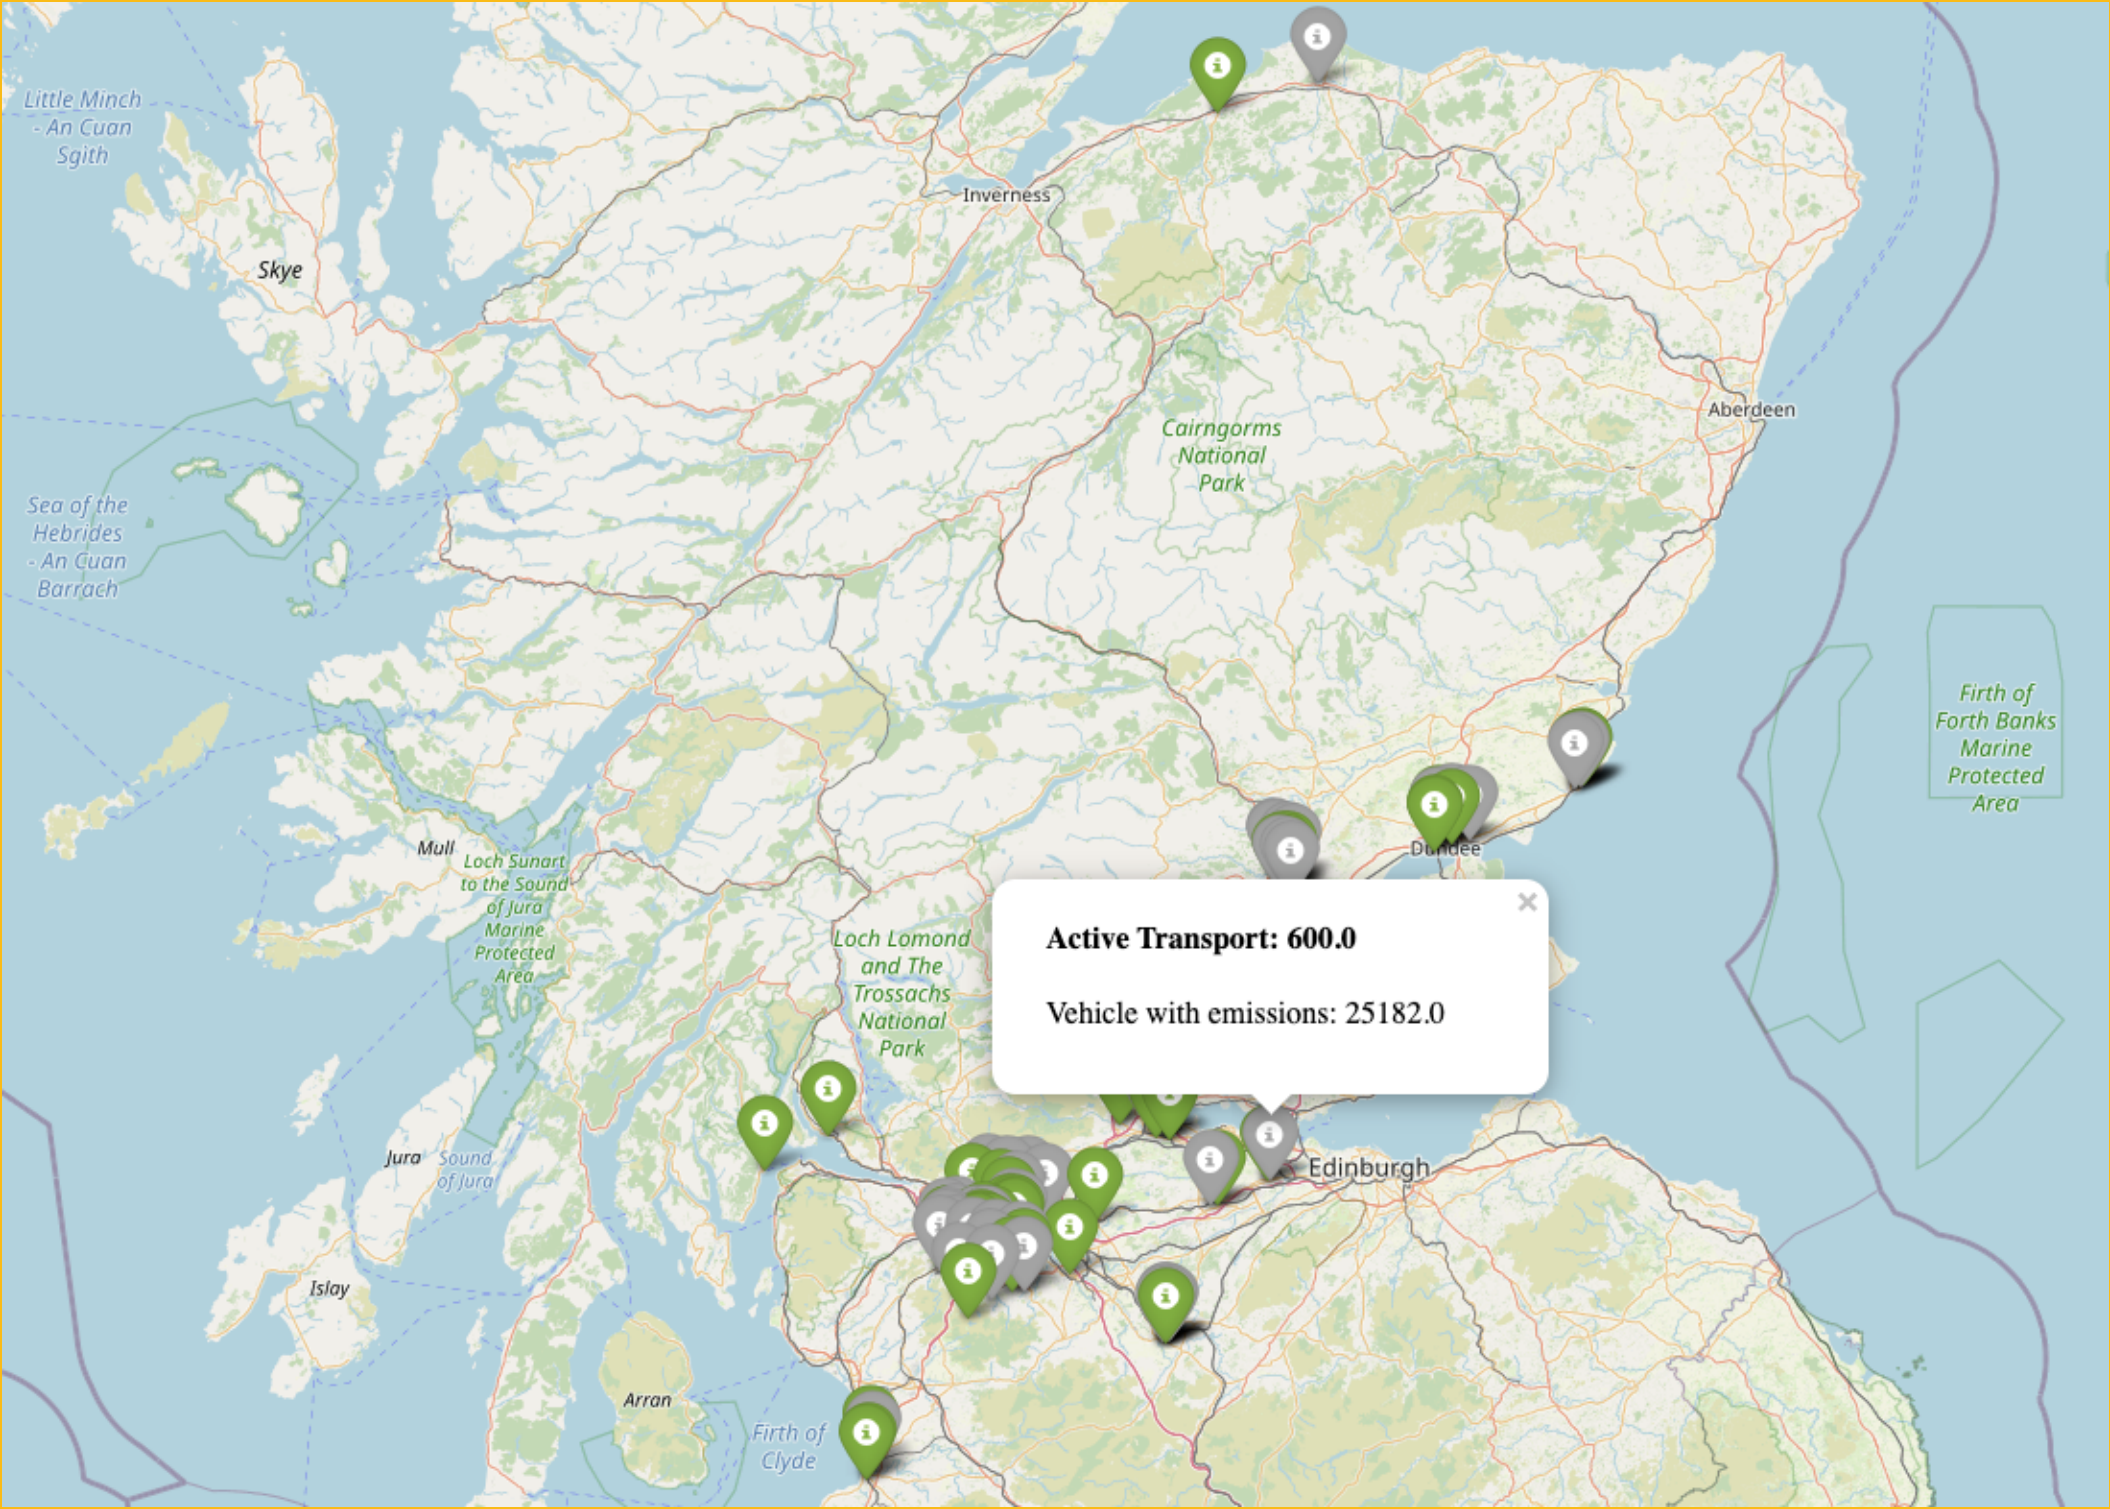 Little Minch
- An Cuan
Sgith
Inverness
Skye
Aberdeen
Cairngorms
National
Park
Sea of the
Hebrides
- An Cuan
Barrach
Firth of
Forth Banks
Marine
Protected
Area
Mull
Loch Sunart
to the Sound
of Jura
Marine
Protected
Area
Dundee
Loch Lomond
and The
Trossachs
National
Park
×
Active Transport: 600.0
Vehicle with emissions: 25182.0
Jura
Sound
of Jura
Edinburgh
Islay
Arran
Firth of
Clyde